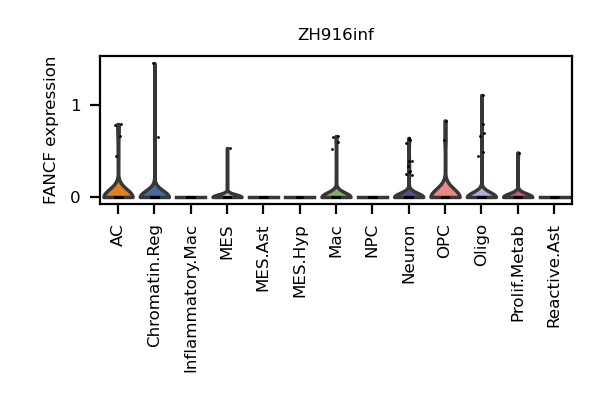 ZH916inf
FANCF expression
1
0
AC
Chromatin.Reg
Inflammatory.Mac
MES
MES.Ast
MES.Hyp
Mac
NPC
Neuron
OPC
Oligo
Prolif.Metab
Reactive.Ast